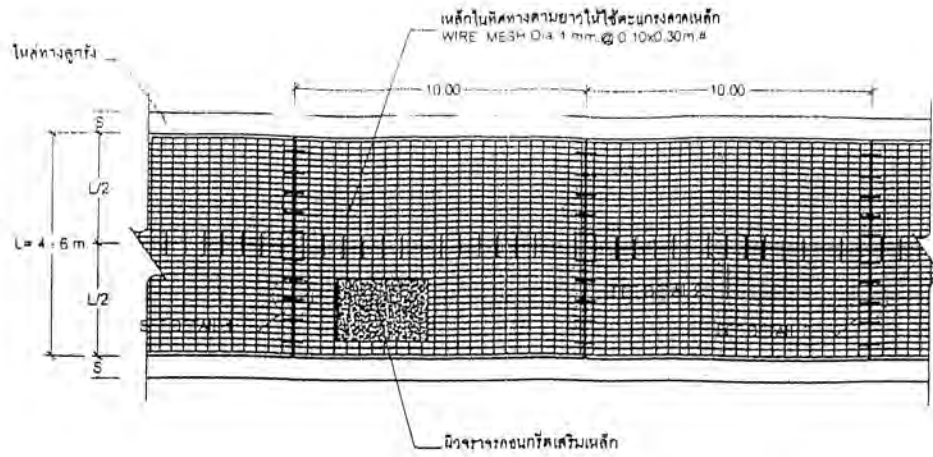 เหล็กในทิศทางตามยาวให้ใช้ตะแกรงลวดเหล็ก
WIRE MESH Dia. mm.@ 0.10x0.30m.#
ไหล่ทางลูกรัง
10.00
10.00
S
L/2
L= 4 - 6 m.
L/2
S
ผิวจราจรคอนกรีตเสริมเหล็ก